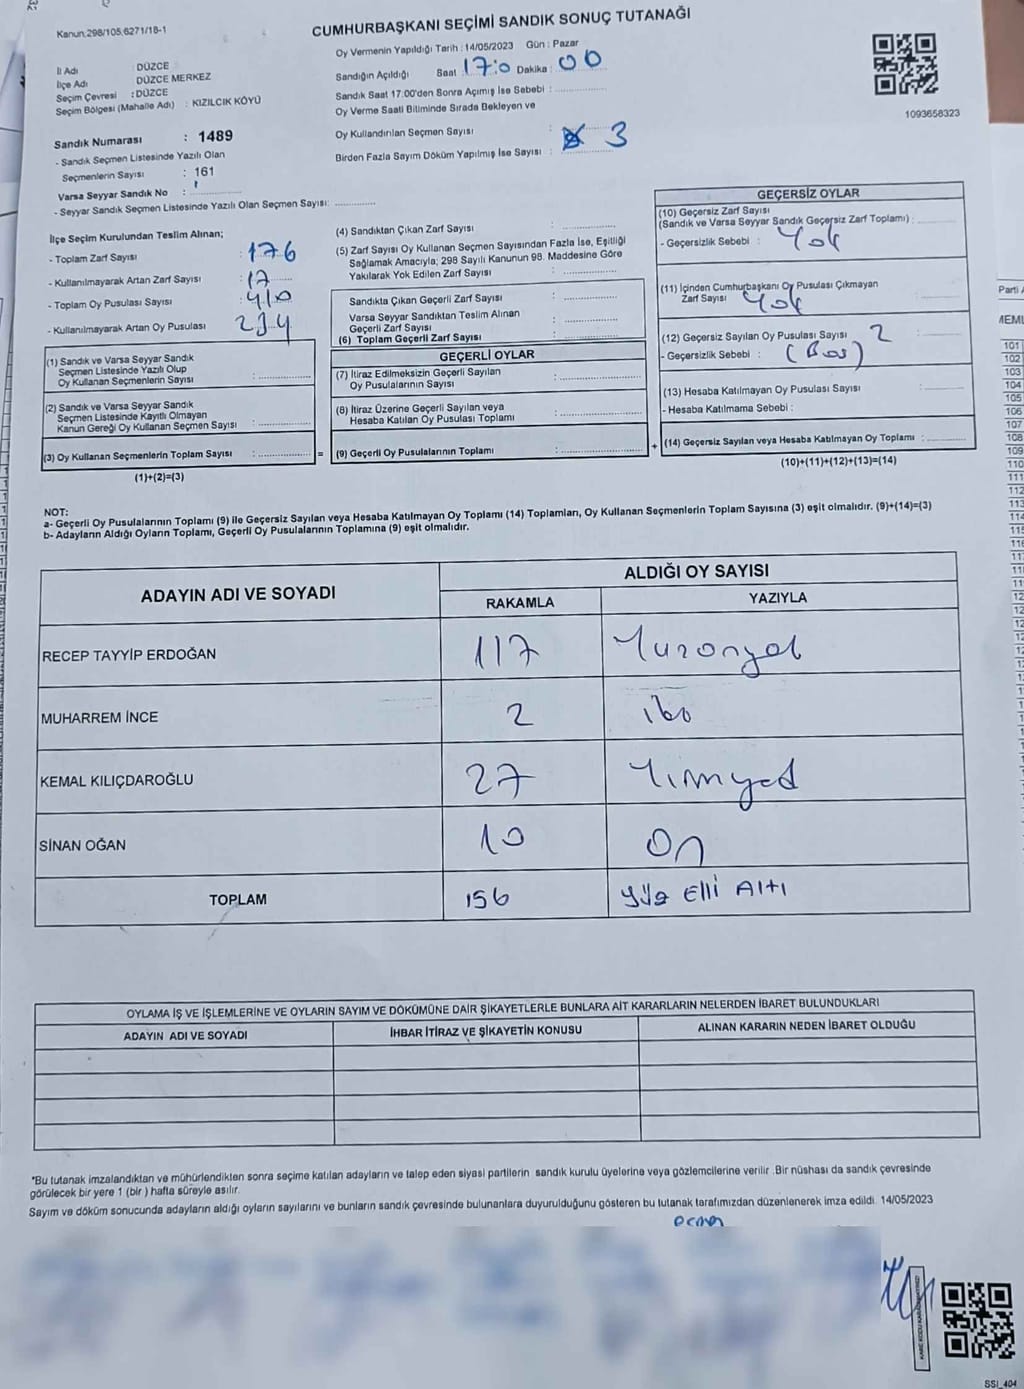 Kanun;298/105;6271/18-1
CUMHURBAŞKANI SEÇİMİ SANDIK SONUÇ TUTANAĞI
Oy Vermenin Yapıldığı Tarih : 14/05/2023 Gün : Pazar
İl Adı : DÜZCE
İlçe Adı : DÜZCE MERKEZ
Seçim Çevresi : DÜZCE
Seçim Bölgesi (Mahalle Adı) : KIZILCIK KÖYÜ
Sandığın Açıldığı Saat : 17:0 Dakika : 00
Sandık Saat 17.00'den Sonra Açımış İse Sebebi :
Oy Verme Saati Bitiminde Sırada Bekleyen ve
Oy Kullandırılan Seçmen Sayısı :
Birden Fazla Sayım Döküm Yapılmış İse Sayısı : 3
1093658323
Sandık Numarası : 1489
- Sandık Seçmen Listesinde Yazılı Olan
Seçmenlerin Sayısı : 161
Varsa Seyyar Sandık No :
- Seyyar Sandık Seçmen Listesinde Yazılı Olan Seçmen Sayısı:
İlçe Seçim Kurulundan Teslim Alınan;
- Toplam Zarf Sayısı : 176
- Kullanılmayarak Artan Zarf Sayısı : 17
- Toplam Oy Pusulası Sayısı : 410
- Kullanılmayarak Artan Oy Pusulası
(1) Sandık ve Varsa Seyyar Sandık
Seçmen Listesinde Yazılı Olup
Oy Kullanan Seçmenlerin Sayısı :
(2) Sandık ve Varsa Seyyar Sandık
Seçmen Listesinde Kayıtlı Olmayan
Kanun Gereği Oy Kullanan Seçmen Sayısı :
(3) Oy Kullanan Seçmenlerin Toplam Sayısı : =
(1)+(2)=(3)
(4) Sandıktan Çıkan Zarf Sayısı :
(5) Zarf Sayısı Oy Kullanan Seçmen Sayısından Fazla İse, Eşitliği
Sağlamak Amacıyla; 298 Sayılı Kanunun 98. Maddesine Göre
Yakılarak Yok Edilen Zarf Sayısı :
Sandıkta Çıkan Geçerli Zarf Sayısı :
Varsa Seyyar Sandıktan Teslim Alınan
Geçerli Zarf Sayısı :
(6) Toplam Geçerli Zarf Sayısı :
GEÇERLİ OYLAR
(7) İtiraz Edilmeksizin Geçerli Sayılan
Oy Pusulalarının Sayısı :
(8) İtiraz Üzerine Geçerli Sayılan veya
Hesaba Katılan Oy Pusulası Toplamı :
(9) Geçerli Oy Pusulalarının Toplamı : +
GEÇERSİZ OYLAR
(10) Geçersiz Zarf Sayısı
(Sandık ve Varsa Seyyar Sandık Geçersiz Zarf Toplamı) :
- Geçersizlik Sebebi : Yok
(11) İçinden Cumhurbaşkanı Oy Pusulası Çıkmayan
Zarf Sayısı Yok
(12) Geçersiz Sayılan Oy Pusulası Sayısı : 2
- Geçersizlik Sebebi : (Boş)
(13) Hesaba Katılmayan Oy Pusulası Sayısı :
- Hesaba Katılmama Sebebi :
(14) Geçersiz Sayılan veya Hesaba Katılmayan Oy Toplamı :
(10)+(11)+(12)+(13)=(14)
NOT:
a- Geçerli Oy Pusulalarının Toplamı (9) ile Geçersiz Sayılan veya Hesaba Katılmayan Oy Toplamı (14) Toplamları, Oy Kullanan Seçmenlerin Toplam Sayısına (3) eşit olmalıdır. (9)+(14)=(3)
b- Adayların Aldığı Oyların Toplamı, Geçerli Oy Pusulalarının Toplamına (9) eşit olmalıdır.
ADAYIN ADI VE SOYADI ALDIĞI OY SAYISI
RAKAMLA YAZIYLA
RECEP TAYYİP ERDOĞAN 117 Yüzonyedi
MUHARREM İNCE 2 iki
KEMAL KILIÇDAROĞLU 27
SİNAN OĞAN 10 On
TOPLAM 156 Yüz Elli Altı
OYLAMA İŞ VE İŞLEMLERİNE VE OYLARIN SAYIM VE DÖKÜMÜNE DAİR ŞİKAYETLERLE BUNLARA AİT KARARLARIN NELERDEN İBARET BULUNDUKLARI
ADAYIN ADI VE SOYADI İHBAR İTİRAZ VE ŞİKAYETİN KONUSU ALINAN KARARIN NEDEN İBARET OLDUĞU
*Bu tutanak imzalandıktan ve mühürlendikten sonra seçime katılan adayların ve talep eden siyasi partilerin sandık kurulu üyelerine veya gözlemcilerine verilir .Bir nüshası da sandık çevresinde
görülecek bir yere 1 (bir ) hafta süreyle asılır.
Sayım ve döküm sonucunda adayların aldığı oyların sayılarını ve bunların sandık çevresinde bulunanlara duyurulduğunu gösteren bu tutanak tarafımızdan düzenlenerek imza edildi. 14/05/2023
SSI_404
Parti
101
102
103
104
105
106
107
108
109
110
111
112